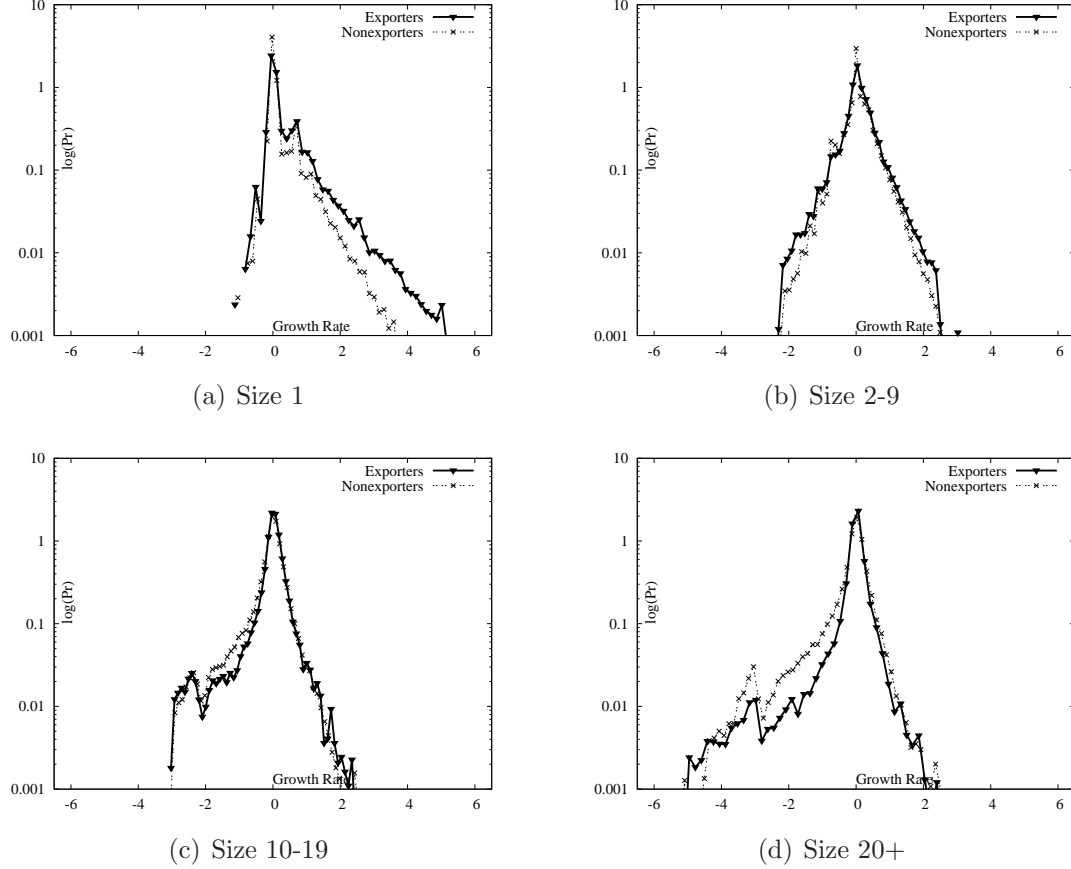 10
1
0.1
0.01
0.001
log(Pr)
Exporters
Nonexporters
Growth Rate
-6 -4 -2 0 2 4 6
(a) Size 1
10
1
0.1
0.01
0.001
log(Pr)
Exporters
Nonexporters
Growth Rate
-6 -4 -2 0 2 4 6
(b) Size 2-9
10
1
0.1
0.01
0.001
log(Pr)
Exporters
Nonexporters
Growth Rate
-6 -4 -2 0 2 4 6
(c) Size 10-19
10
1
0.1
0.01
0.001
log(Pr)
Exporters
Nonexporters
Growth Rate
-6 -4 -2 0 2 4 6
(d) Size 20+